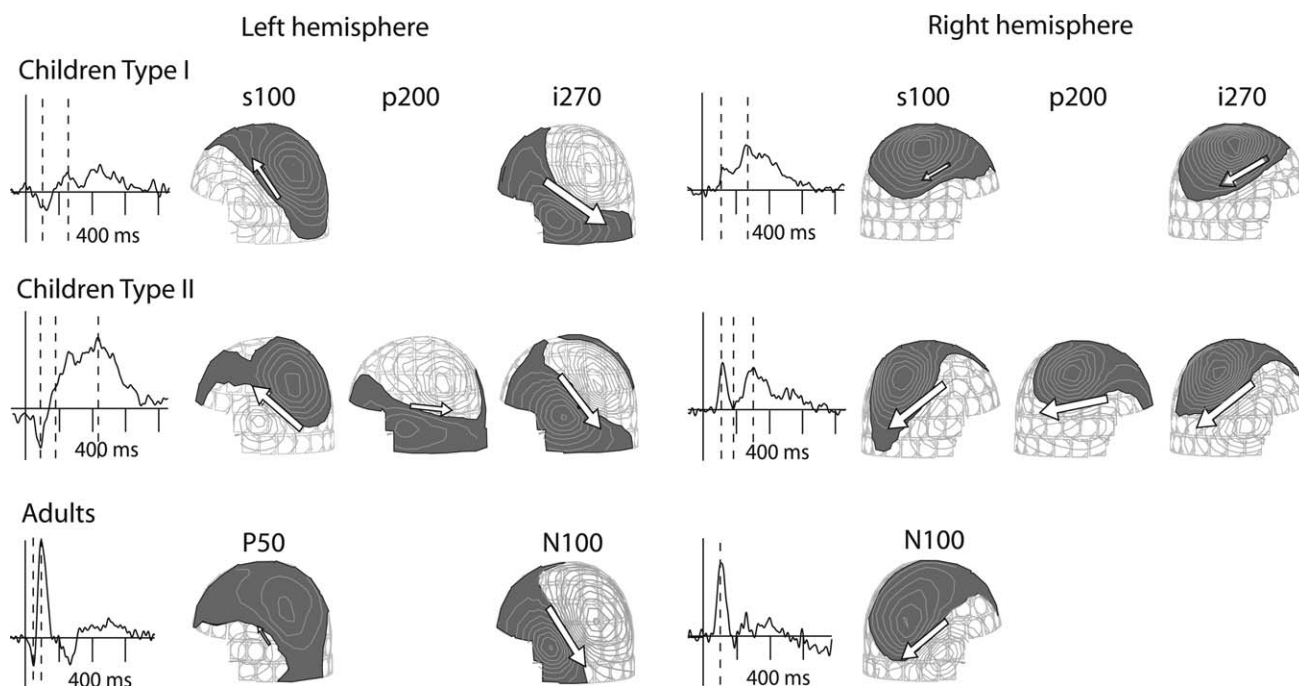 Left hemisphere
Right hemisphere
Children Type I
s100
p200
i270
s100
p200
i270
400 ms
400 ms
Children Type II
400 ms
400 ms
Adults
P50
N100
N100
400 ms
400 ms